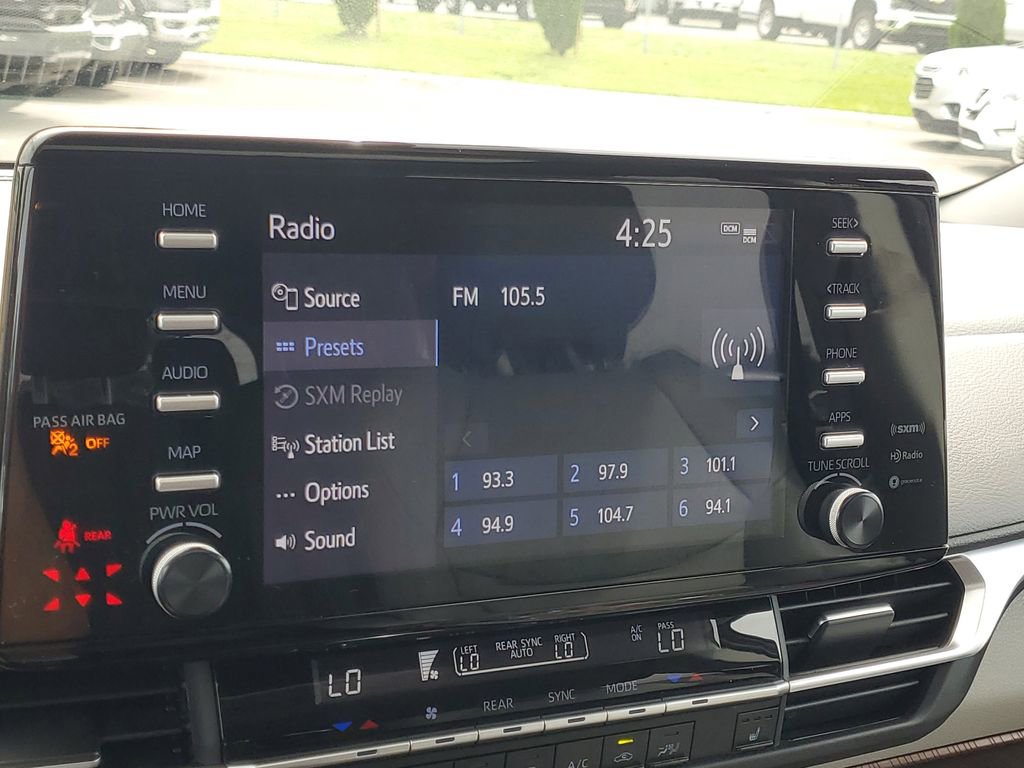 HOME
MENU
AUDIO
MAP
PWR VOL
PASS AIR BAG
2 OFF
REAR
Radio
4:25
DCM
DCM
Source
Presets
SXM Replay
Station List
Options
Sound
FM 105.5
<
>
1 93.3
2 97.9
3 101.1
4 94.9
5 104.7
6 94.1
SEEK>
<TRACK
PHONE
APPS
TUNE SCROLL
((sxm))
HD Radio
gracenote
LO
LEFT
LO
REAR SYNC
AUTO
RIGHT
LO
A/C
ON
PASS
LO
REAR
SYNC
MODE
A/C